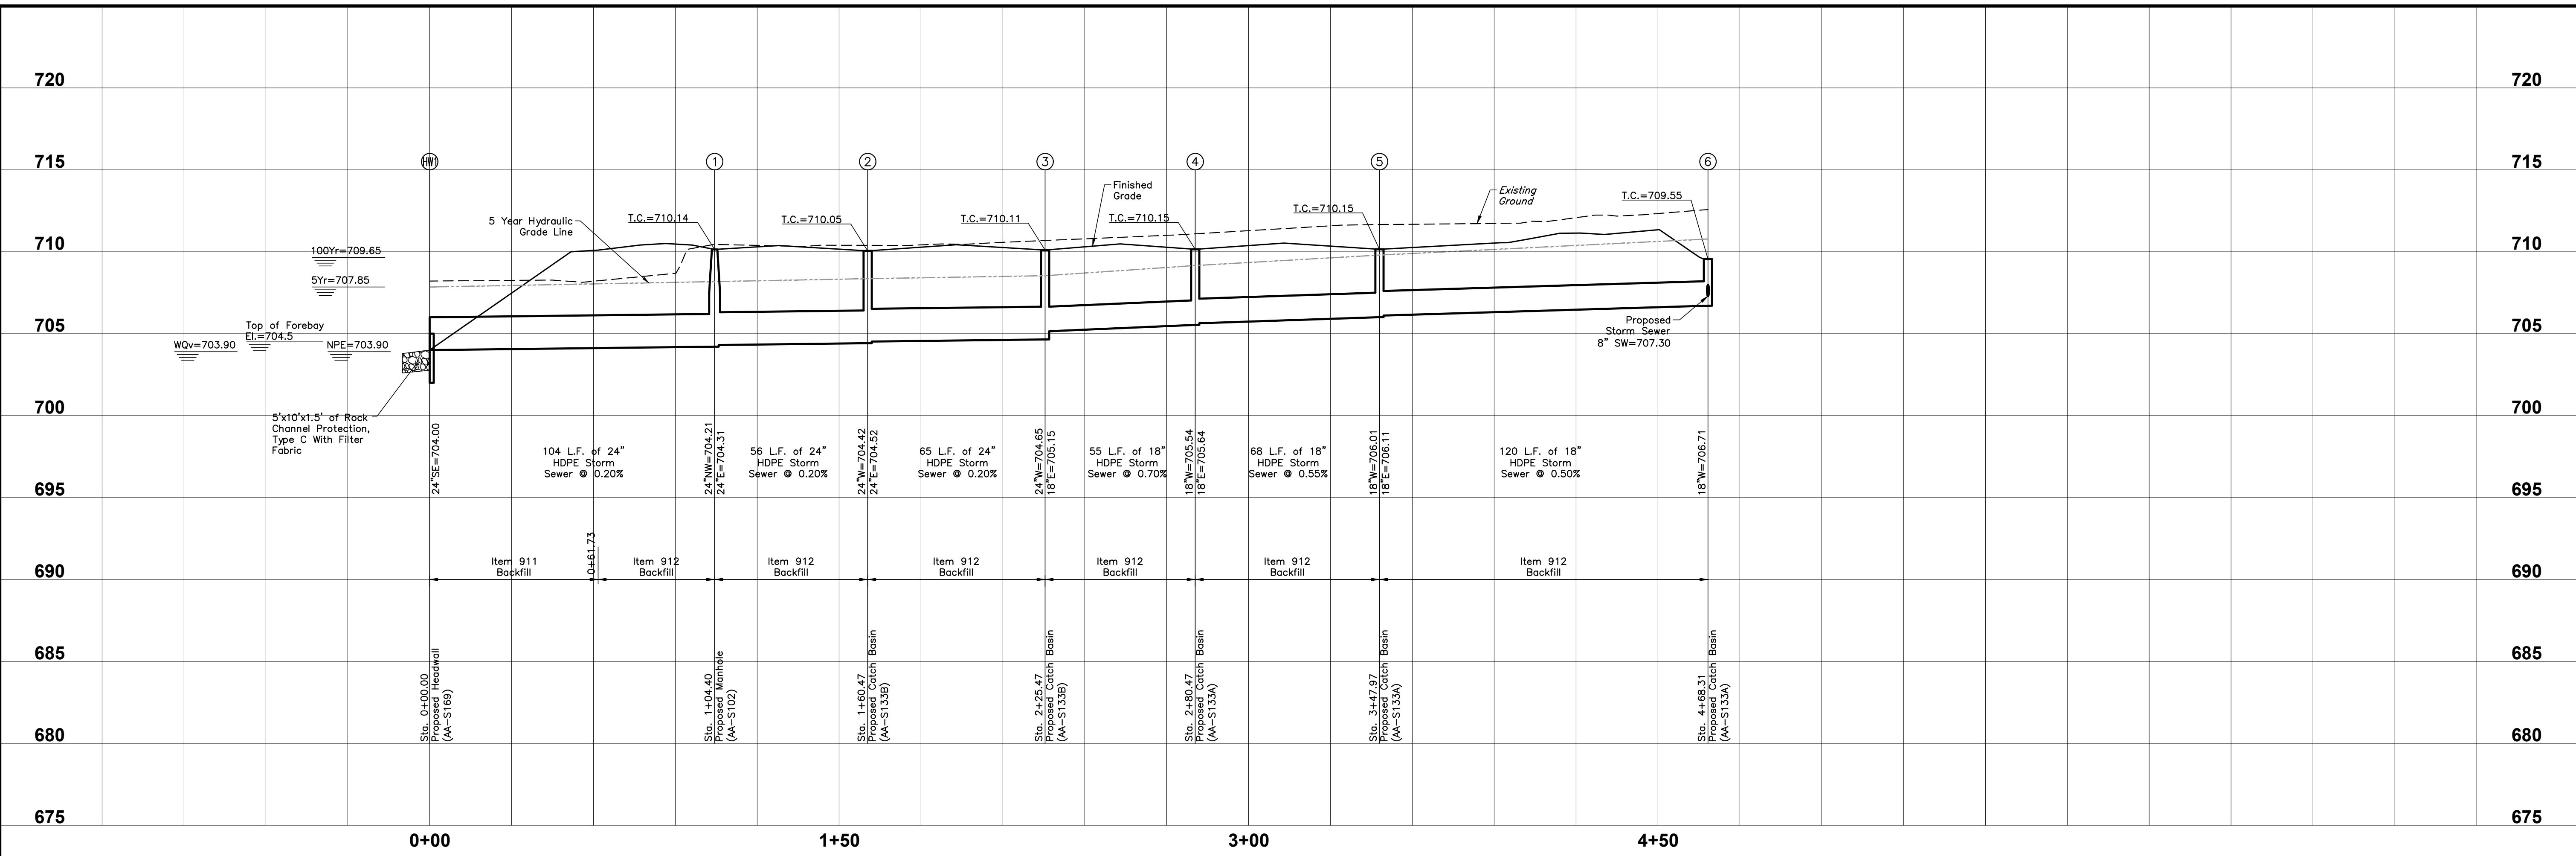 720
720
715
715
HW1
1
2
3
4
5
6
Finished
Grade
Existing
Ground
T.C.=709.55
5 Year Hydraulic
Grade Line
T.C.=710.14
T.C.=710.05
T.C.=710.11
T.C.=710.15
T.C.=710.15
710
710
100Yr=709.65
5Yr=707.85
705
705
Top of Forebay
El.=704.5
WQv=703.90
NPE=703.90
Proposed
Storm Sewer
8" SW=707.30
700
700
5'x10'x1.5' of Rock
Channel Protection,
Type C With Filter
Fabric
24"SE=704.00
104 L.F. of 24"
HDPE Storm
Sewer @ 0.20%
24"NW=704.21
24"E=704.31
56 L.F. of 24"
HDPE Storm
Sewer @ 0.20%
24"W=704.42
24"E=704.52
65 L.F. of 24"
HDPE Storm
Sewer @ 0.20%
24"W=704.65
18"E=705.15
55 L.F. of 18"
HDPE Storm
Sewer @ 0.70%
18"W=705.54
18"E=705.64
68 L.F. of 18"
HDPE Storm
Sewer @ 0.55%
18"W=706.01
18"E=706.11
120 L.F. of 18"
HDPE Storm
Sewer @ 0.50%
18"W=706.71
695
695
690
690
Item 911
Backfill
0+61.73
Item 912
Backfill
Item 912
Backfill
Item 912
Backfill
Item 912
Backfill
Item 912
Backfill
Item 912
Backfill
685
685
Sta. 0+00.00
Proposed Headwall
(AA-S169)
Sta. 1+04.40
Proposed Manhole
(AA-S102)
Sta. 1+60.47
Proposed Catch Basin
(AA-S133B)
Sta. 2+25.47
Proposed Catch Basin
(AA-S133B)
Sta. 2+80.47
Proposed Catch Basin
(AA-S133A)
Sta. 3+47.97
Proposed Catch Basin
(AA-S133A)
Sta. 4+68.31
Proposed Catch Basin
(AA-S133A)
680
680
675
675
0+00
1+50
3+00
4+50